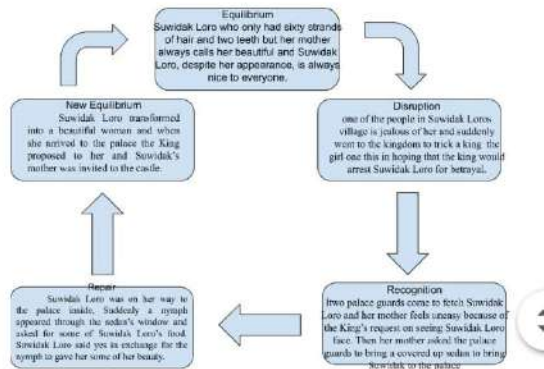 Equilibrium
Suwidak Loro who only had sixty strands
of hair and two teeth but her mother
always calls her beautiful and Suwidak
Loro, despite her appearance, is always
nice to everyone.
Disruption
one of the people in Suwidak Loros
village is jealous of her and suddenly
went to the kingdom to trick a king the
girl one this in hoping that the king would
arrest Suwidak Loro for betrayal.
Recognition
two palace guards come to fetch Suwidak
Loro and her mother feels uneasy because of
the King's request on seeing Suwidak Loro
face. Then her mother asked the palace
guards to bring a covered up sedan to bring
Suwidak to the palace
Repair
Suwidak Loro was on her way to
the palace inside, Suddenly a nymph
appeared through the sedan's window and
asked for some of Suwidak Loro's food.
Suwidak Loro said yes in exchange for the
nymph to gave her some of her beauty.
New Equilibrium
Suwidak Loro transformed
into a beautiful woman and when
she arrived to the palace the King
proposed to her and Suwidak's
mother was invited to the castle.